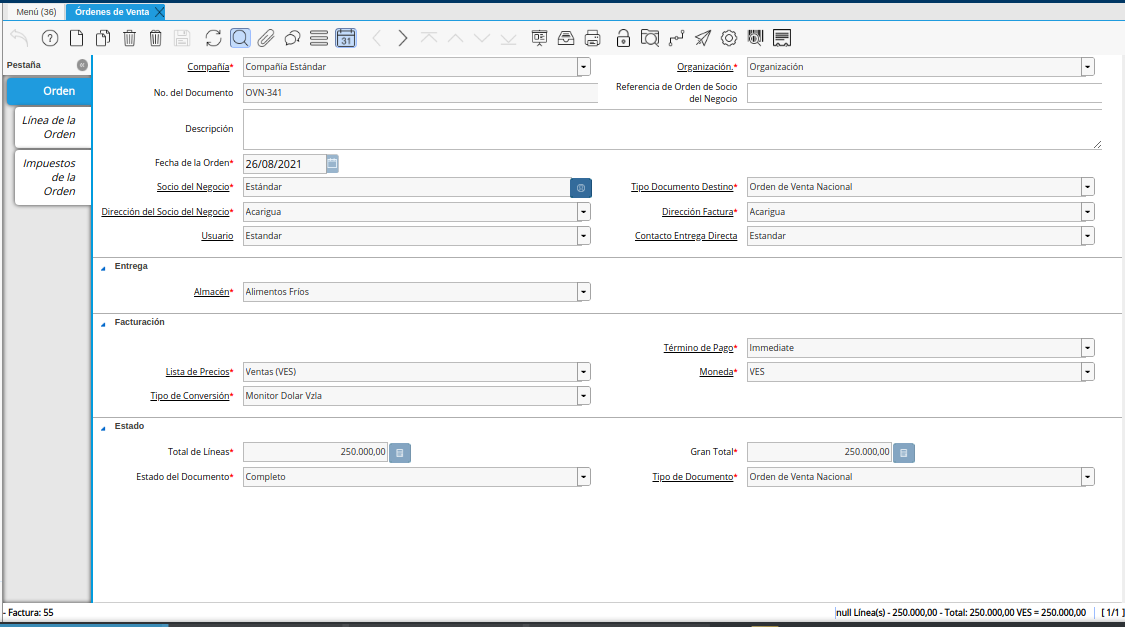 Menú (36)
Órdenes de Venta
31
Pestaña
Orden
Línea de la
Orden
Impuestos
de la
Orden
Compañía* Compañía Estándar
Organización.* Organización
No. del Documento OVN-341
Referencia de Orden de Socio
del Negocio
Descripción
Fecha de la Orden* 26/08/2021
Socio del Negocio* Estándar
Tipo Documento Destino* Orden de Venta Nacional
Dirección del Socio del Negocio* Acarigua
Dirección Factura* Acarigua
Usuario Estandar
Contacto Entrega Directa Estandar
Entrega
Almacén* Alimentos Fríos
Facturación
Término de Pago* Immediate
Lista de Precios* Ventas (VES)
Moneda* VES
Tipo de Conversión* Monitor Dolar Vzla
Estado
Total de Líneas* 250.000,00
Gran Total* 250.000,00
Estado del Documento* Completo
Tipo de Documento* Orden de Venta Nacional
- Factura: 55
null Línea(s) - 250.000,00 - Total: 250.000,00 VES = 250.000,00
[ 1/1 ]